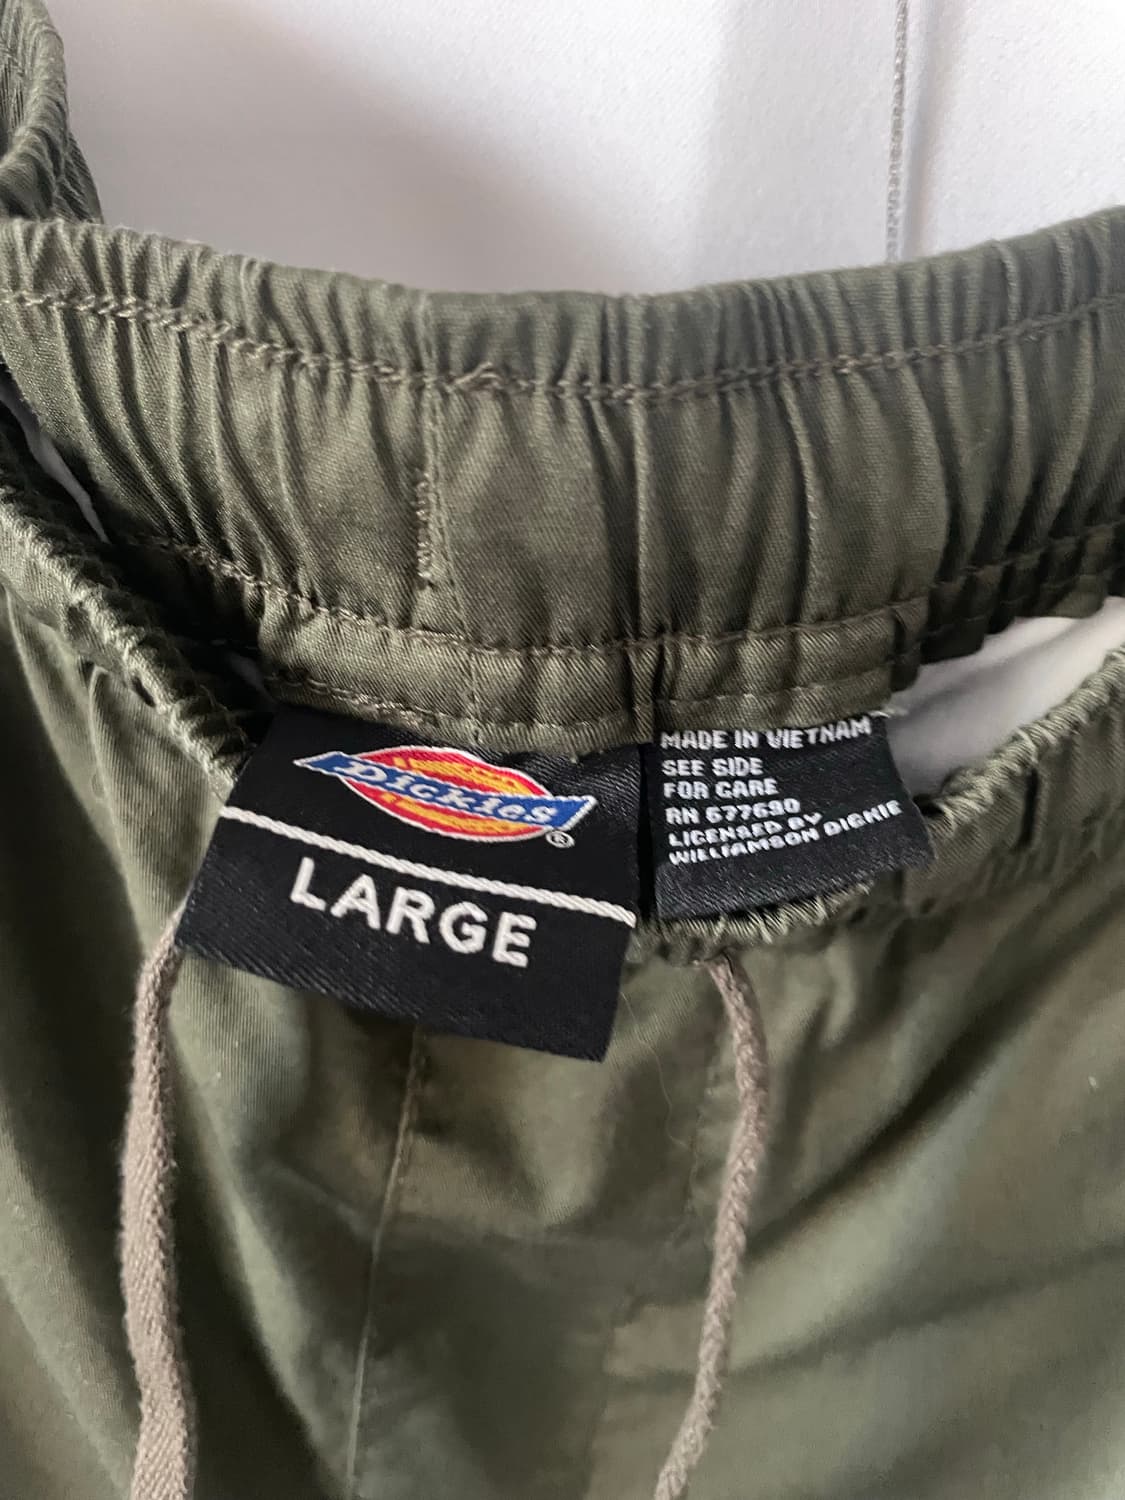 Dickies®
LARGE
MADE IN VIETNAM
SEE SIDE
FOR CARE
RN 677690
LICENSED BY
WILLIAMSON DICKIE